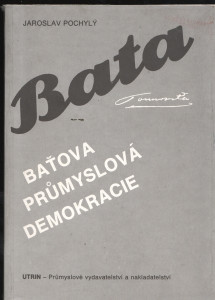 JAROSLAV POCHYLÝ
Bata
BAŤOVA
PRŮMYSLOVÁ
DEMOKRACIE
UTRIN – Průmyslové vydavatelství a nakladatelství